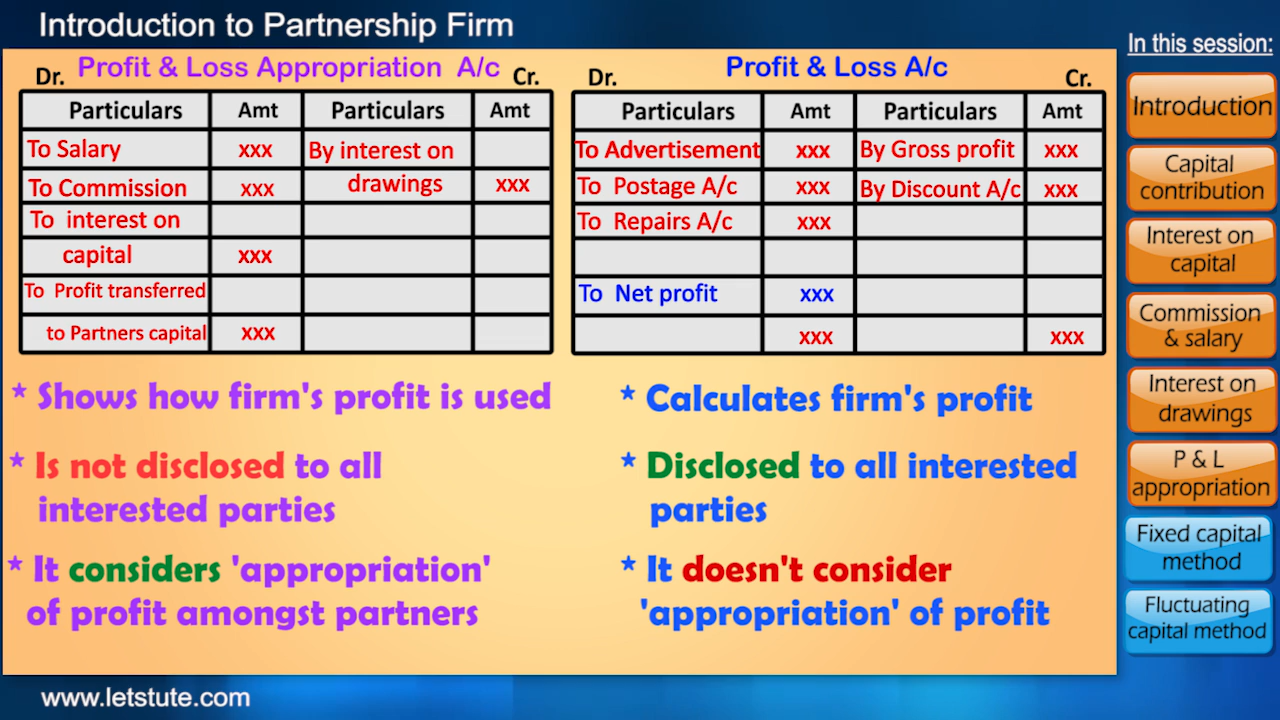 Introduction to Partnership Firm
In this session:
Dr. Profit & Loss Appropriation A/c Cr.
Particulars Amt Particulars Amt
To Salary xxx By interest on
To Commission xxx drawings xxx
To interest on
capital xxx
To Profit transferred
to Partners capital xxx
* Shows how firm's profit is used
* Is not disclosed to all
interested parties
* It considers 'appropriation'
of profit amongst partners
Dr. Profit & Loss A/c Cr.
Particulars Amt Particulars Amt
To Advertisement xxx By Gross profit xxx
To Postage A/c xxx By Discount A/c xxx
To Repairs A/c xxx
To Net profit xxx
xxx xxx
* Calculates firm's profit
* Disclosed to all interested
parties
* It doesn't consider
'appropriation' of profit
Introduction
Capital
contribution
Interest on
capital
Commission
& salary
Interest on
drawings
P & L
appropriation
Fixed capital
method
Fluctuating
capital method
www.letstute.com